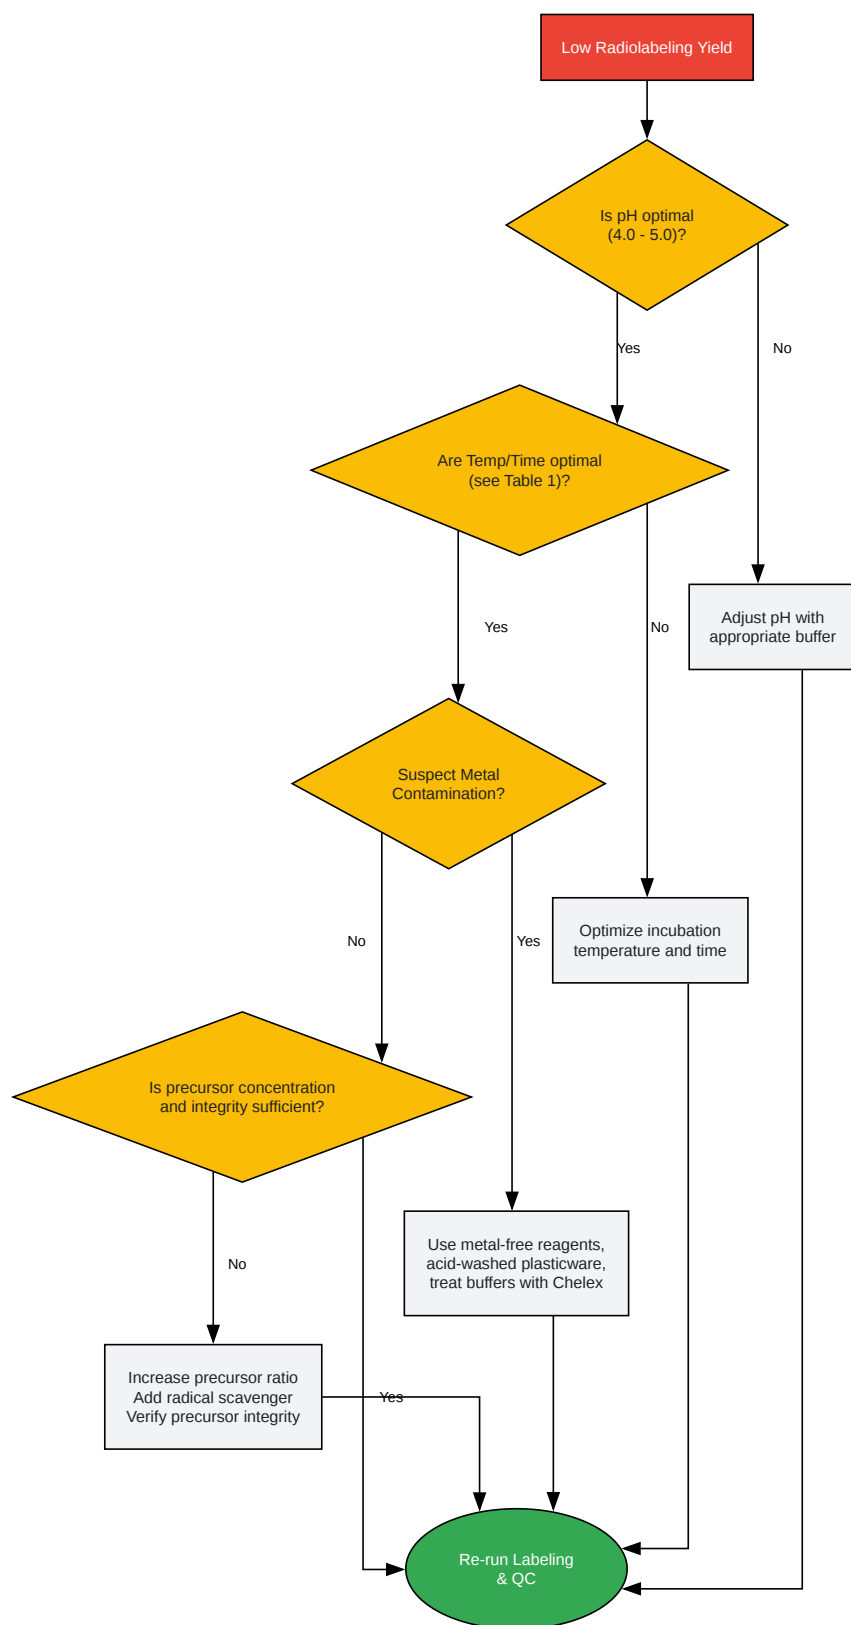 Low Radiolabeling Yield
Is pH optimal
(4.0 - 5.0)?
Yes
No
Are Temp/Time optimal
(see Table 1)?
Yes
No
Adjust pH with
appropriate buffer
Suspect Metal
Contamination?
No
Yes
Optimize incubation
temperature and time
Is precursor concentration
and integrity sufficient?
No
Use metal-free reagents,
acid-washed plasticware,
treat buffers with Chelex
Increase precursor ratio
Add radical scavenger
Verify precursor integrity
Yes
Re-run Labeling
& QC